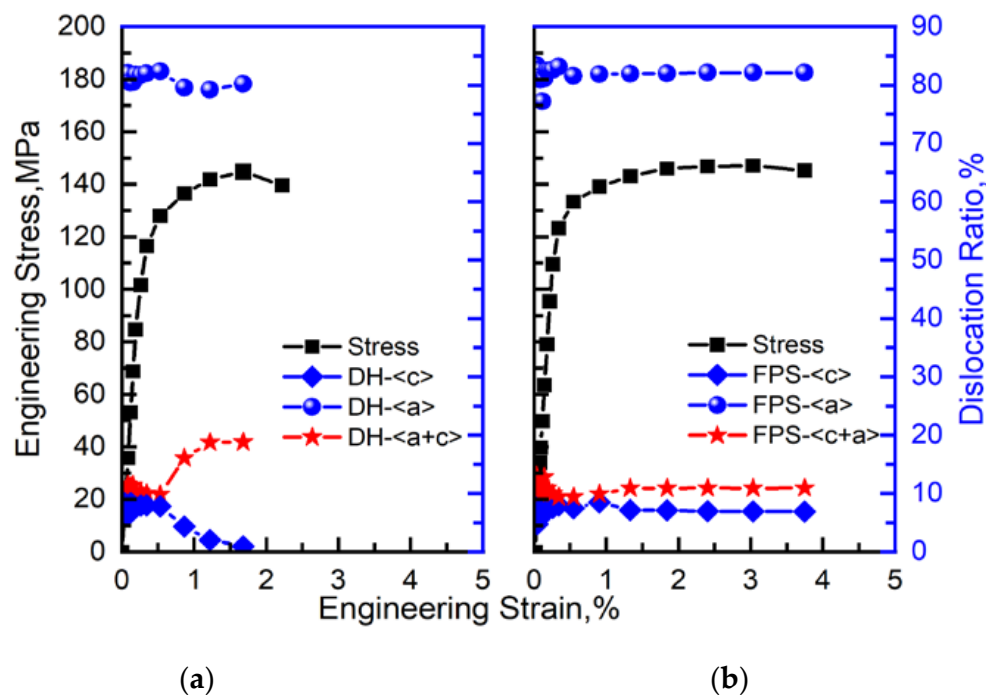 200
180
160
140
120
100
80
60
40
20
0
Engineering Stress,MPa
Stress
DH-<c>
DH-<a>
DH-<a+c>
0 1 2 3 4 5
Stress
FPS-<c>
FPS-<a>
FPS-<c+a>
0 1 2 3 4 5
90
80
70
60
50
40
30
20
10
0
Dislocation Ratio,%
Engineering Strain,%
(a) (b)